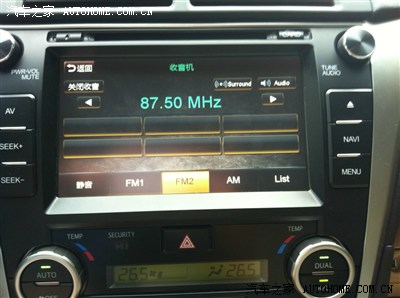 汽车之家 AUTOHOME.COM.CN
PWR·VOL
MUTE
返回
收音机
TUNE
AUDIO
关闭收音
Surround
Audio
87.50 MHz
AV
SEEK+
SEEK-
NAVI
MENU
静音
FM1
FM2
AM
List
TEMP
SECURITY
TEMP
AUTO
OFF
26.5
26.5
DUAL
汽车之家
AUTOHOME.COM.CN